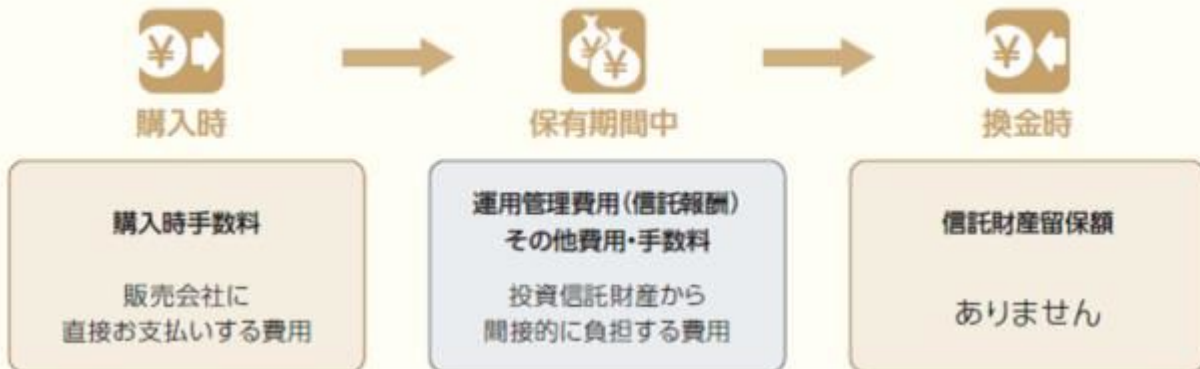 購入時
保有期間中
換金時
購入時手数料
販売会社に
直接お支払いする費用
運用管理費用(信託報酬)
その他費用・手数料
投資信託財産から
間接的に負担する費用
信託財産留保額
ありません